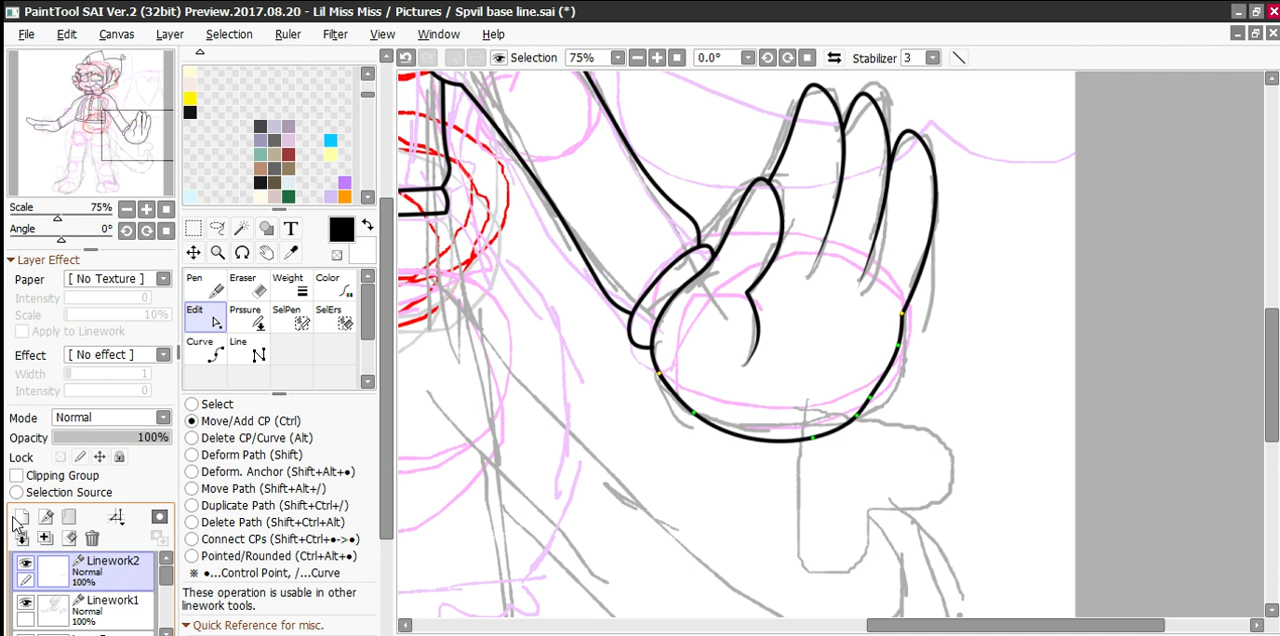 PaintTool SAI Ver.2 (32bit) Preview.2017.08.20 - Lil Miss Miss / Pictures / Spvil base line.sai (*)
File Edit Canvas Layer Selection Ruler Filter View Window Help
Selection 75% 0.0° Stabilizer 3
Scale 75%
Angle 0°
Layer Effect
Paper [ No Texture ]
Intensity 0
Scale 10%
Apply to Linework
Effect [ No effect ]
Width 1
Intensity 0
Mode Normal
Opacity 100%
Lock
Clipping Group
Selection Source
Linework2
Normal
100%
Linework1
Normal
100%
T
Pen Eraser Weight Color
Edit Prssure SelPen SelErs
Curve Line
Select
Move/Add CP (Ctrl)
Delete CP/Curve (Alt)
Deform Path (Shift)
Deform. Anchor (Shift+Alt+●)
Move Path (Shift+Alt+/)
Duplicate Path (Shift+Ctrl+/)
Delete Path (Shift+Ctrl+Alt)
Connect CPs (Shift+Ctrl+●->●)
Pointed/Rounded (Ctrl+Alt+●)
※ ●...Control Point, /...Curve
These operation is usable in other
linework tools.
Quick Reference for misc.